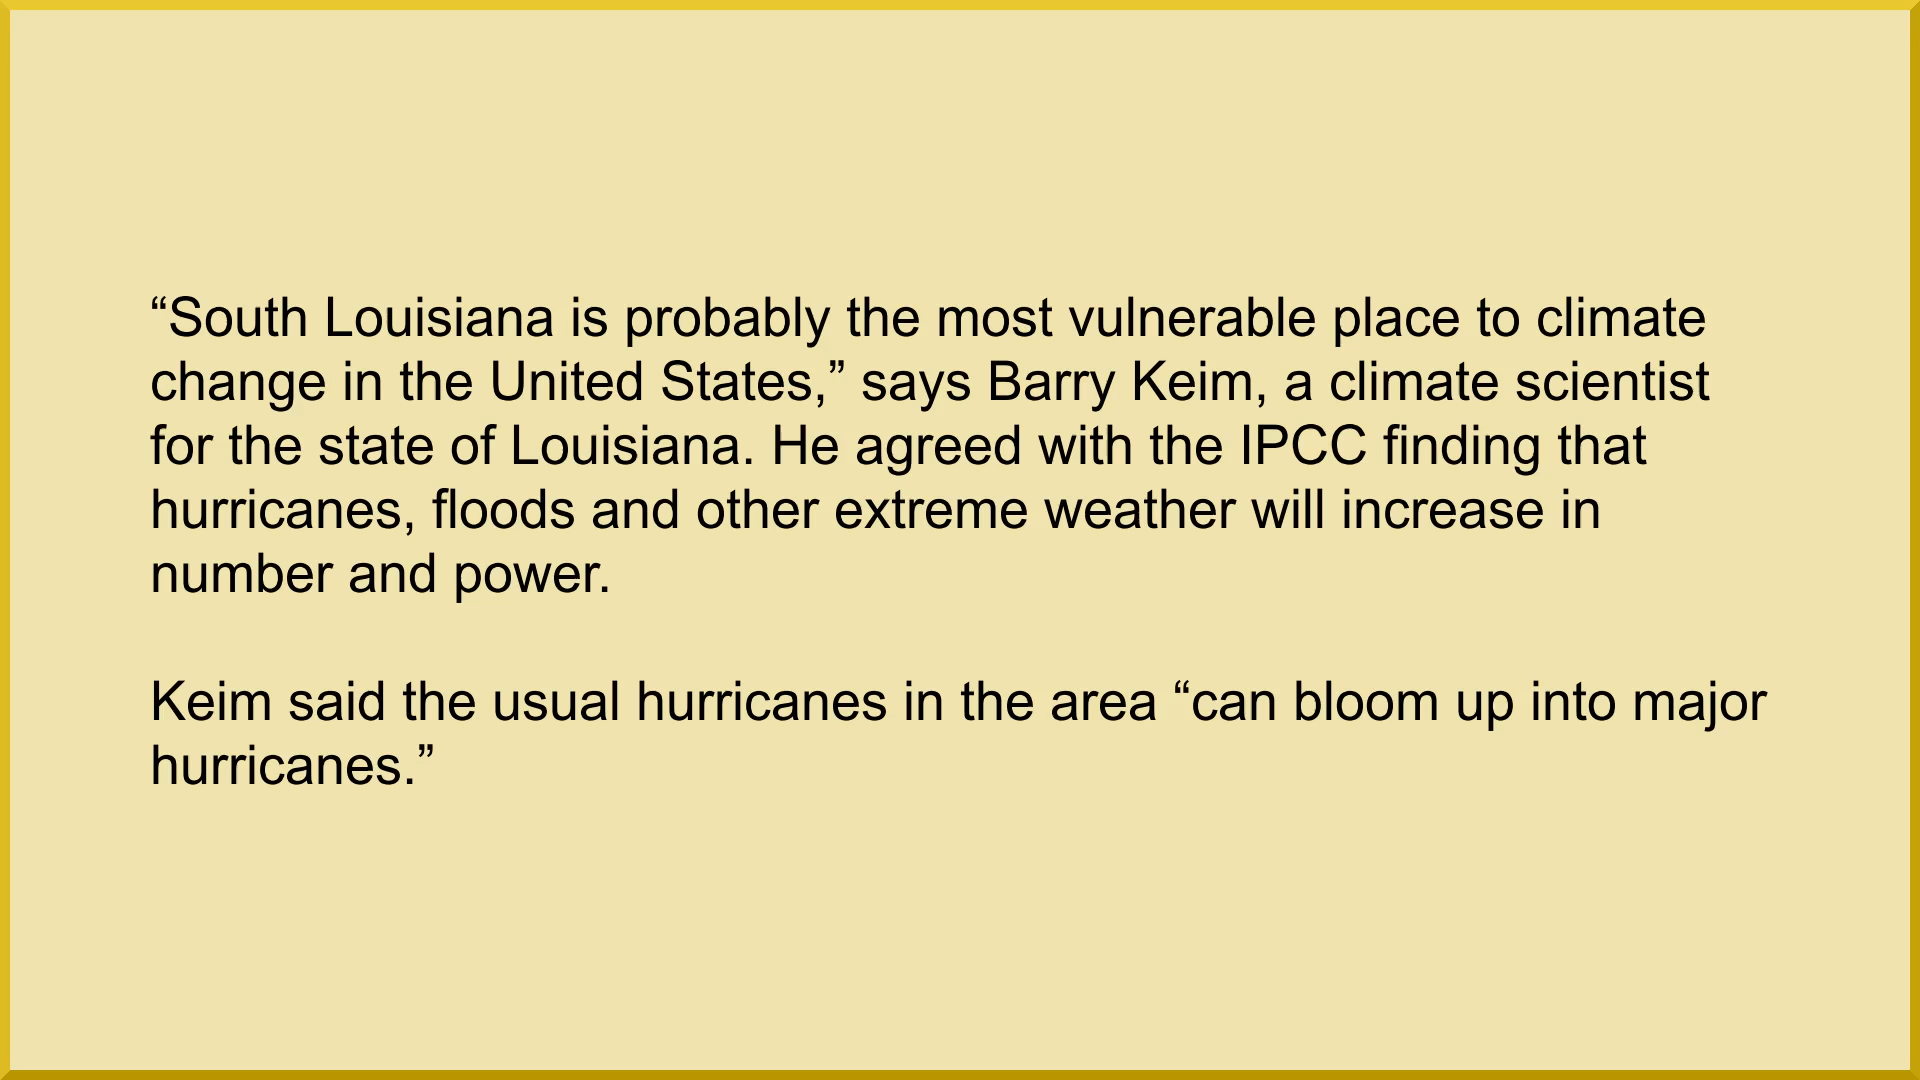 “South Louisiana is probably the most vulnerable place to climate
change in the United States,” says Barry Keim, a climate scientist
for the state of Louisiana. He agreed with the IPCC finding that
hurricanes, floods and other extreme weather will increase in
number and power.
Keim said the usual hurricanes in the area “can bloom up into major
hurricanes.”